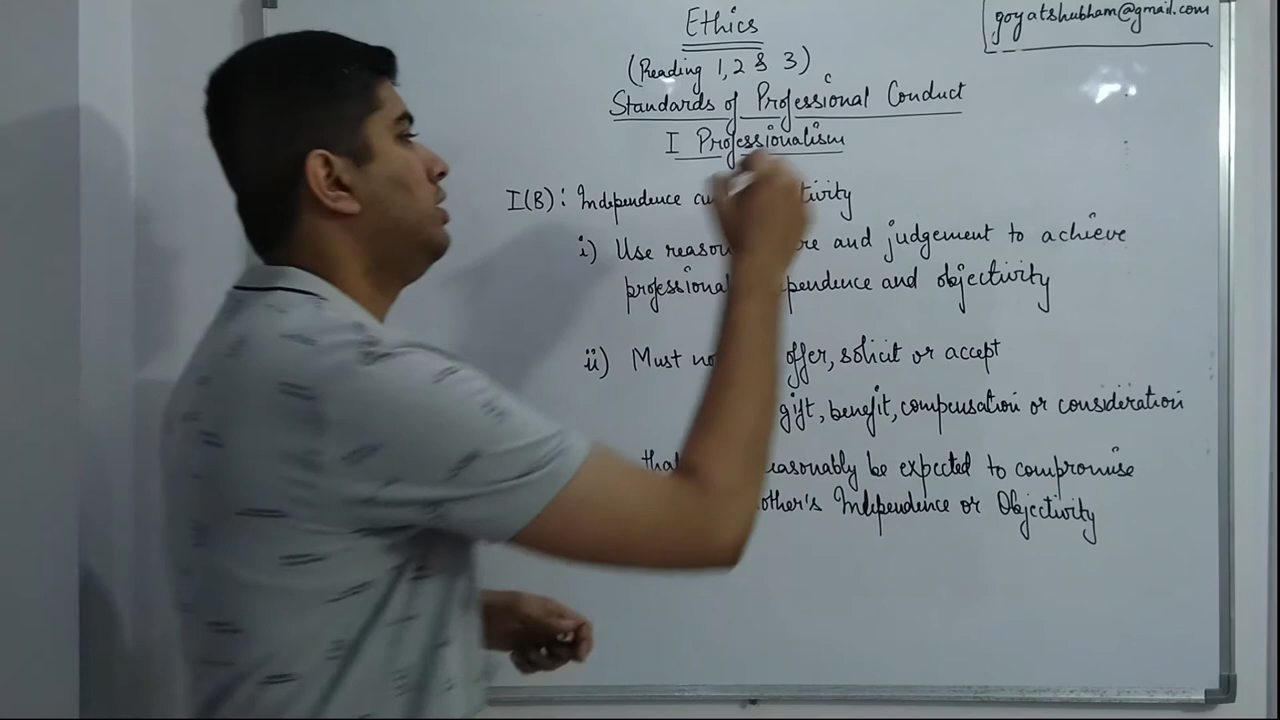 goyatshubham@gmail.com
Ethics
(Reading 1, 2 & 3)
Standards of Professional Conduct
I Professionalism
I(B): Independence
i) Use and judgement to achieve
professional and objectivity
ii) Must offer, solicit or accept
gift, benefit, compensation or consideration
be expected to compromise
other's Independence or Objectivity